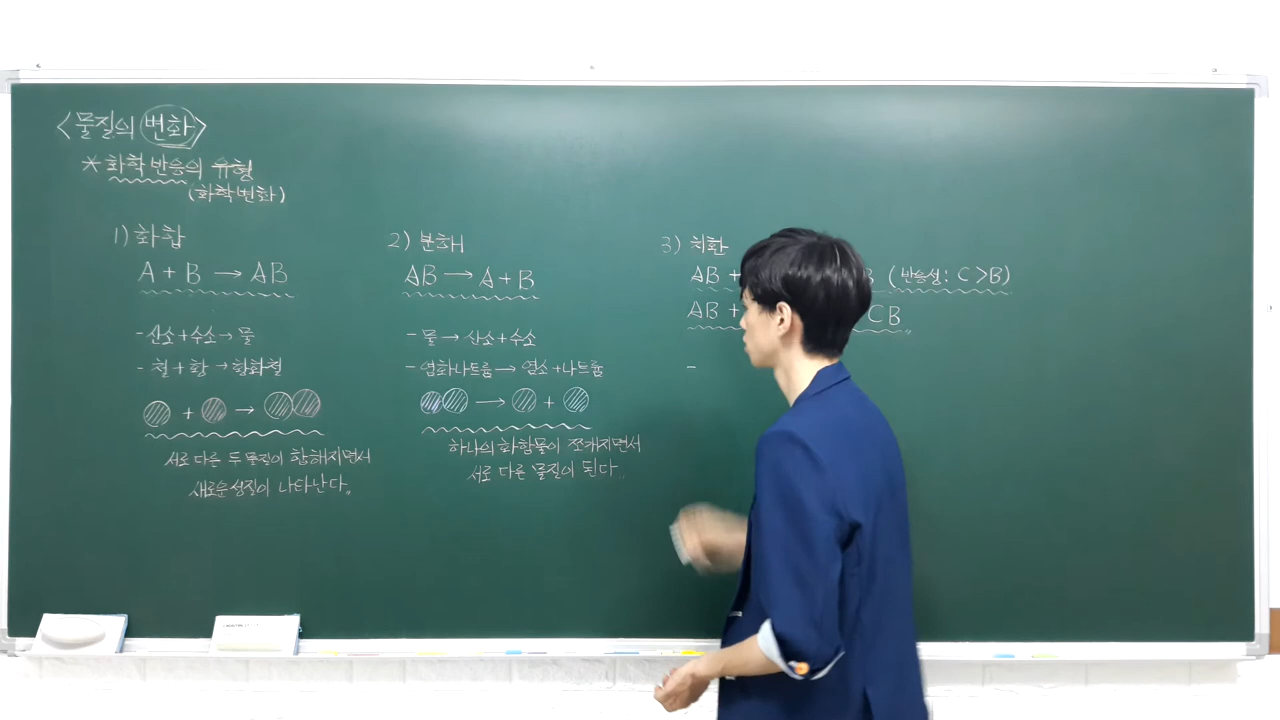 <물질의 변화>
* 화학 반응의 유형
(화학변화)
1) 화합
A + B → AB
- 산소 + 수소 → 물
- 철 + 황 → 황화철
+ →
서로 다른 두 물질이 합해지면서
새로운성질이 나타난다.
2) 분해
AB → A + B
- 물 → 산소 + 수소
- 염화나트륨 → 염소 + 나트륨
→ +
하나의 화합물이 쪼개지면서
서로 다른 물질이 된다.
3) 치환
AB + B (반응성: C > B)
AB + CB
-